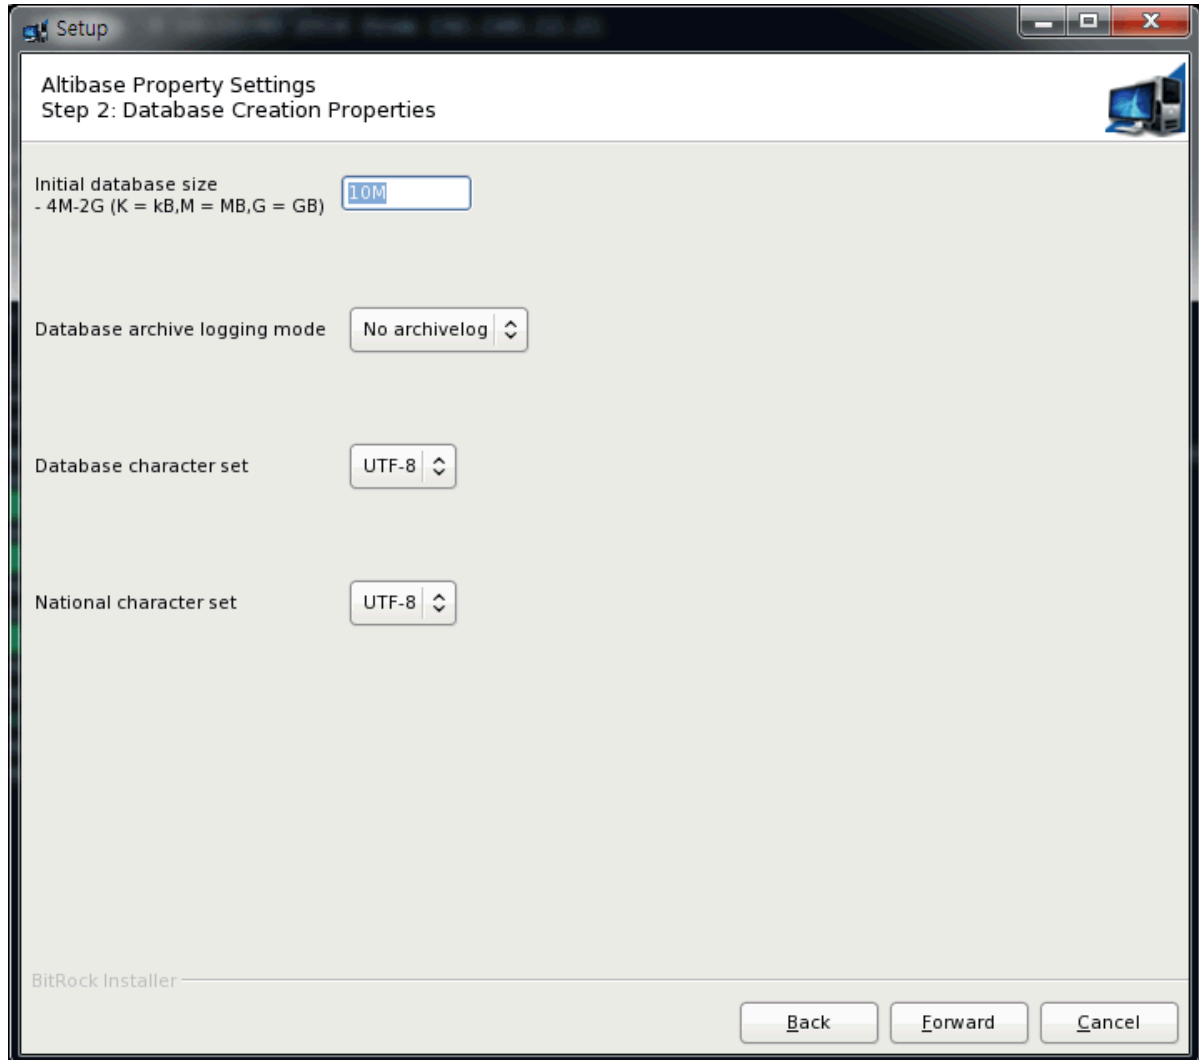 Setup
Altibase Property Settings
Step 2: Database Creation Properties
Initial database size
- 4M-2G (K = kB,M = MB,G = GB)
10M
Database archive logging mode
No archivelog
Database character set
UTF-8
National character set
UTF-8
BitRock Installer
Back
Forward
Cancel